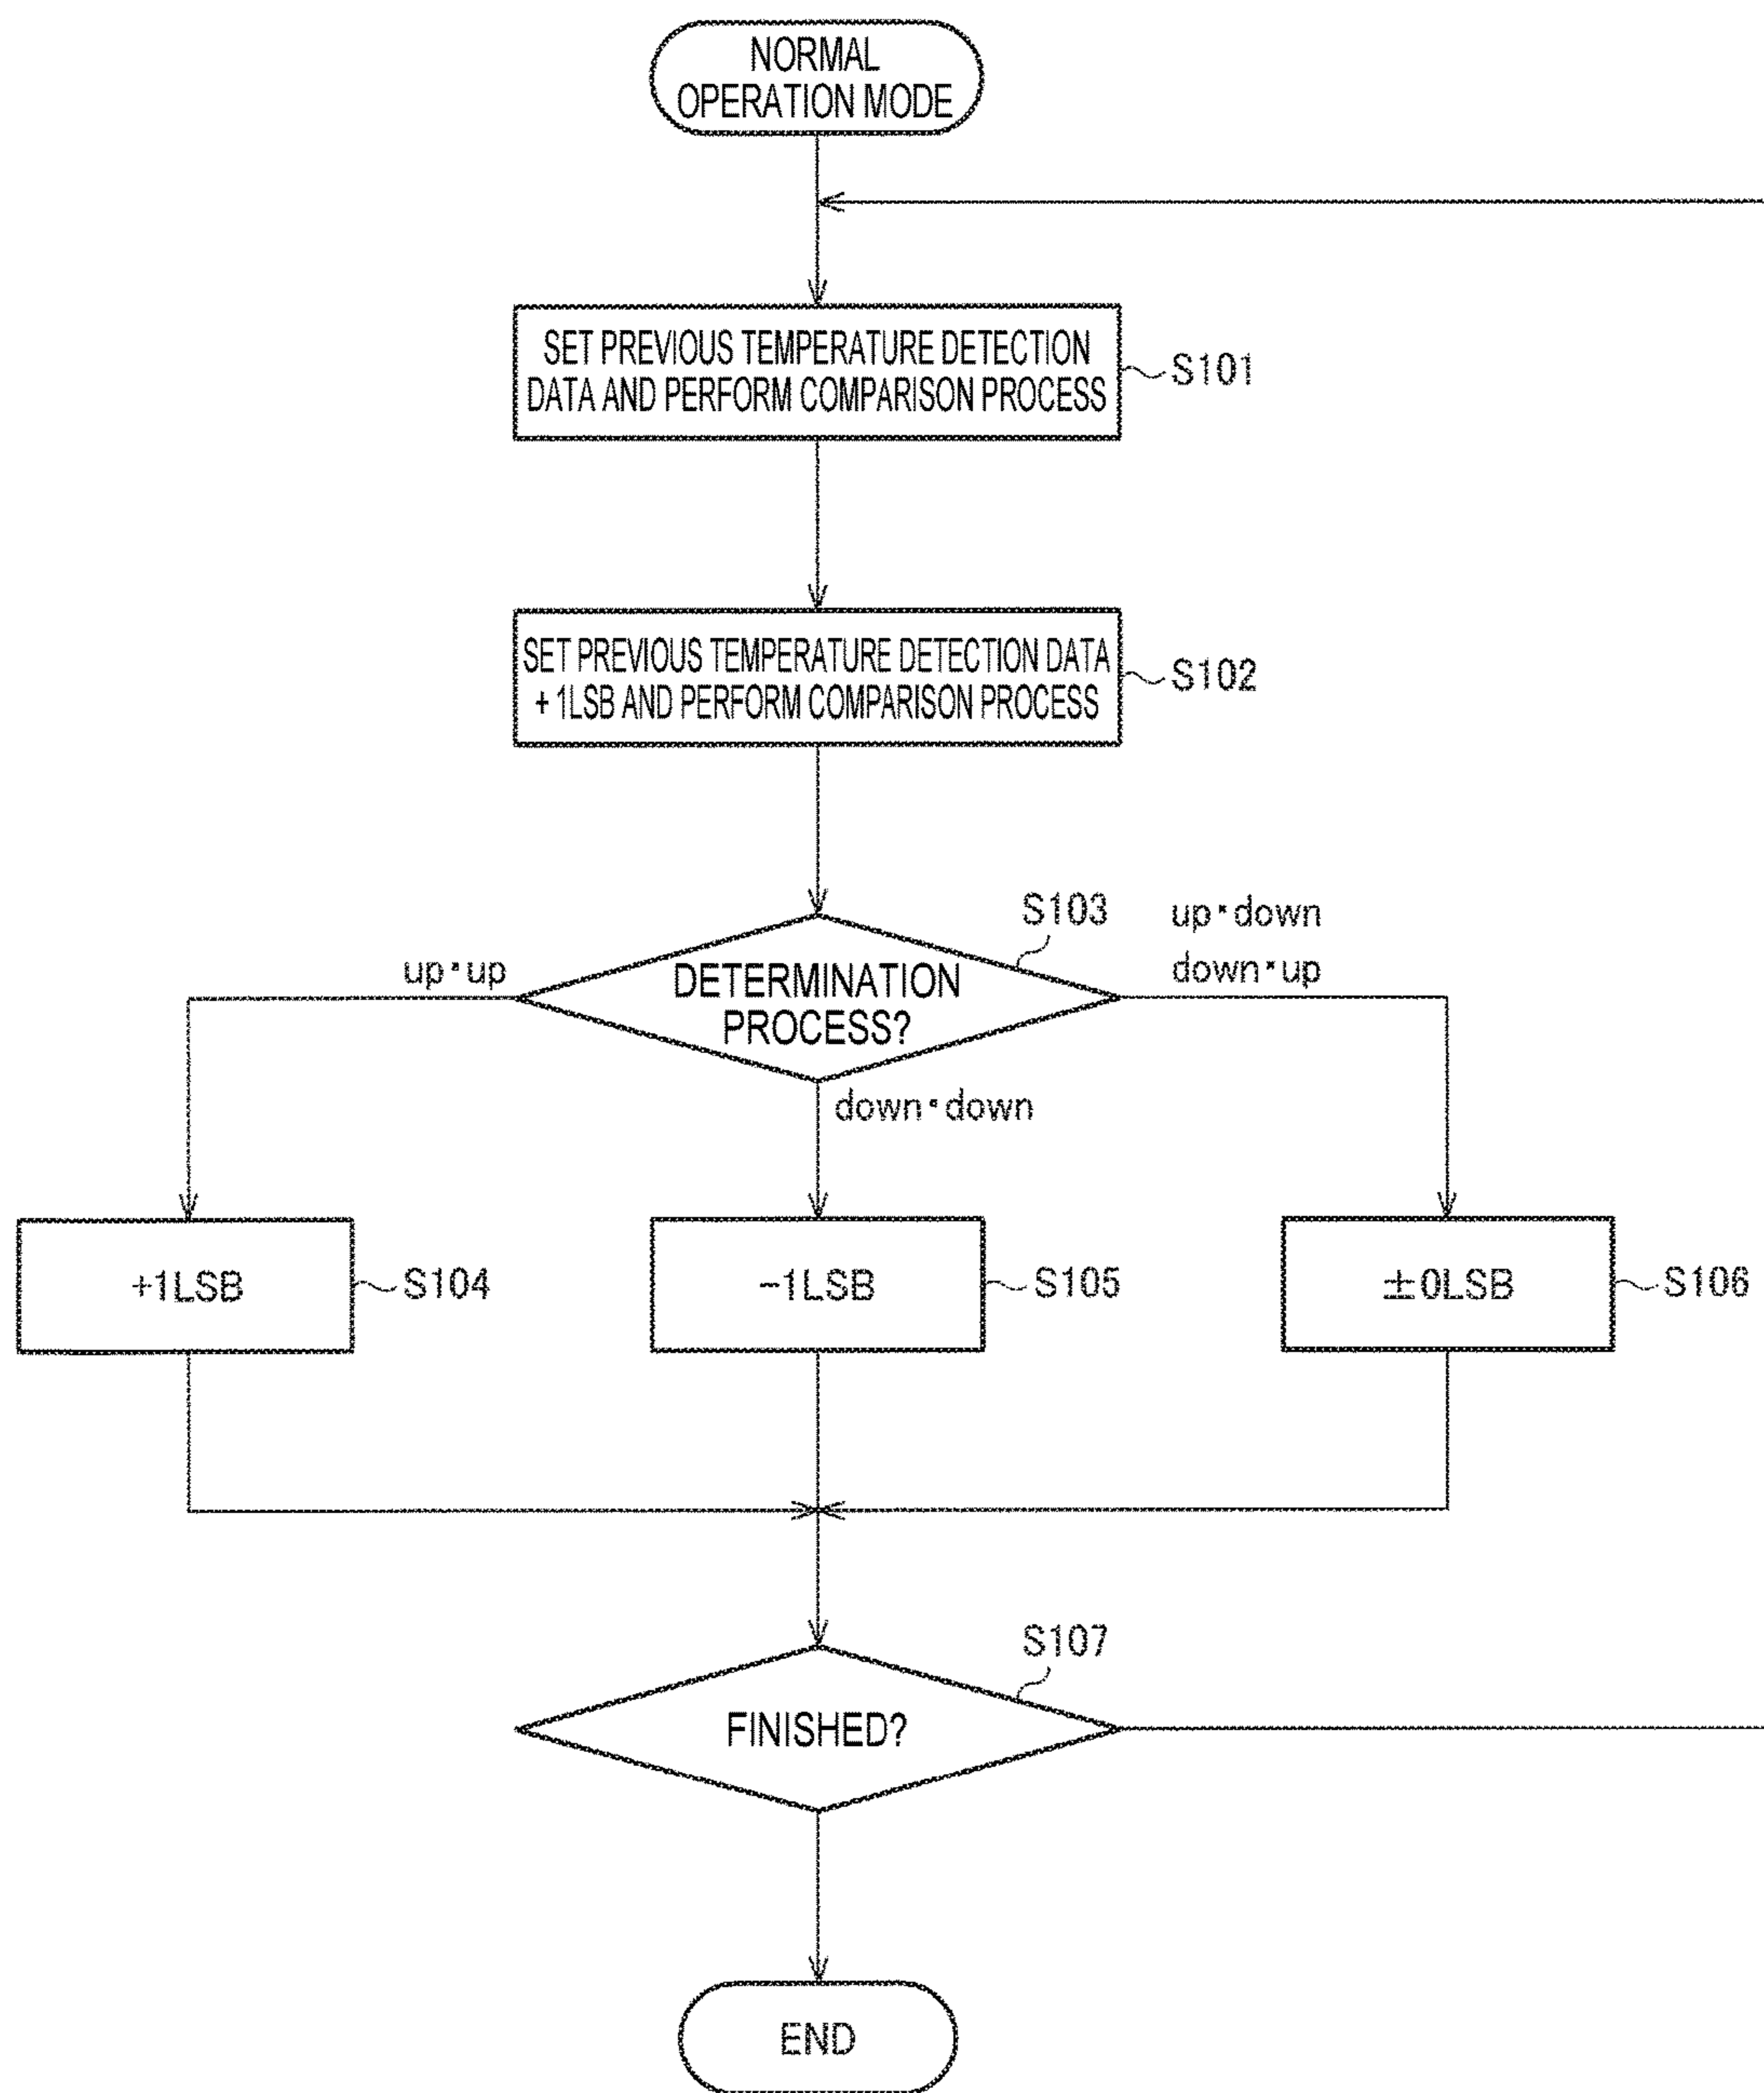 NORMAL
OPERATION MODE
SET PREVIOUS TEMPERATURE DETECTION
DATA AND PERFORM COMPARISON PROCESS
S101
SET PREVIOUS TEMPERATURE DETECTION DATA
+ 1LSB AND PERFORM COMPARISON PROCESS
S102
S103
up・down
down・up
up・up
DETERMINATION
PROCESS?
down・down
+1LSB
S104
-1LSB
S105
±0LSB
S106
S107
FINISHED?
END